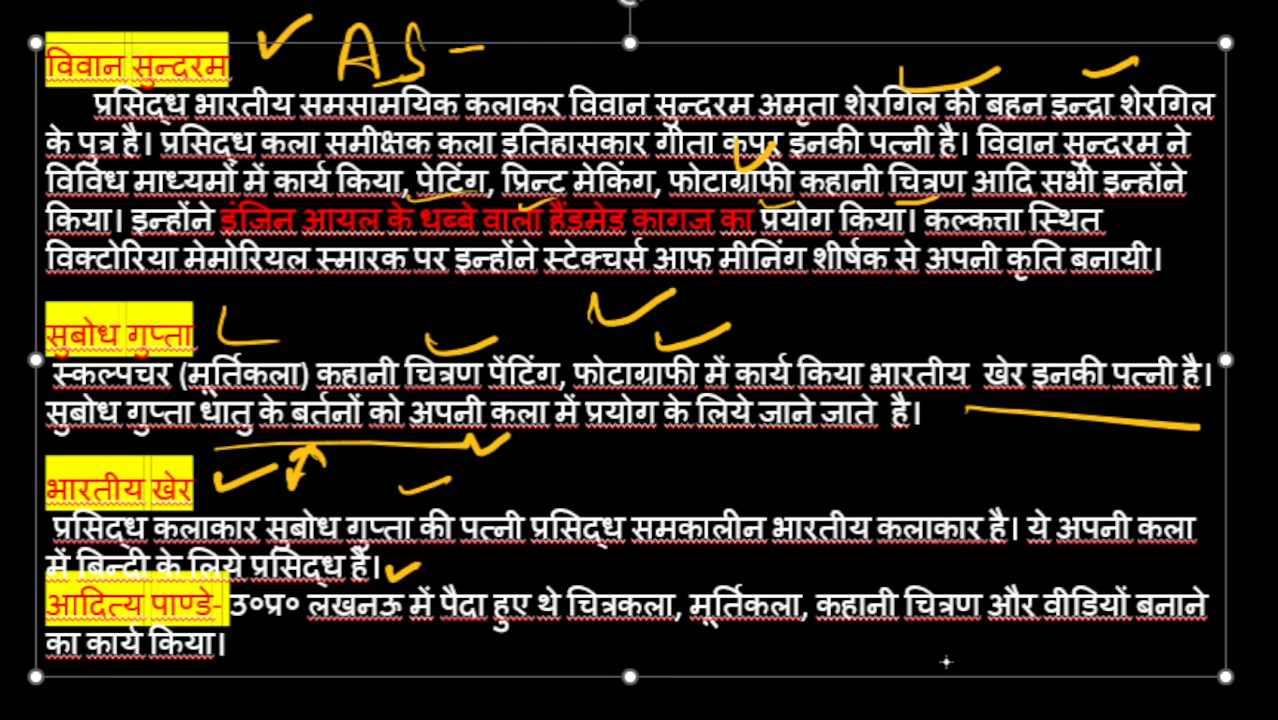 विवान सुन्दरम
AS -
प्रसिद्ध भारतीय समसामयिक कलाकर विवान सुन्दरम अमृता शेरगिल की बहन इन्द्रा शेरगिल
के पुत्र है। प्रसिद्ध कला समीक्षक कला इतिहासकार गीता कपूर इनकी पत्नी है। विवान सुन्दरम ने
विविध माध्यमों में कार्य किया, पेटिंग, प्रिन्ट मेकिंग, फोटाग्राफी कहानी चित्रण आदि सभी इन्होंने
किया। इन्होंने इंजिन आयल के धब्बे वाला हैंडमेड कागज का प्रयोग किया। कल्कत्ता स्थित
विक्टोरिया मेमोरियल स्मारक पर इन्होंने स्टेक्चर्स आफ मीनिंग शीर्षक से अपनी कृति बनायी।
सुबोध गुप्ता
स्कल्पचर (मूर्तिकला) कहानी चित्रण पेंटिंग, फोटाग्राफी में कार्य किया भारतीय खेर इनकी पत्नी है।
सुबोध गुप्ता धातु के बर्तनों को अपनी कला में प्रयोग के लिये जाने जाते है।
भारतीय खेर
प्रसिद्ध कलाकार सुबोध गुप्ता की पत्नी प्रसिद्ध समकालीन भारतीय कलाकार है। ये अपनी कला
में बिन्दी के लिये प्रसिद्ध है।
आदित्य पाण्डे- उ०प्र० लखनऊ में पैदा हुए थे चित्रकला, मूर्तिकला, कहानी चित्रण और वीडियों बनाने
का कार्य किया।